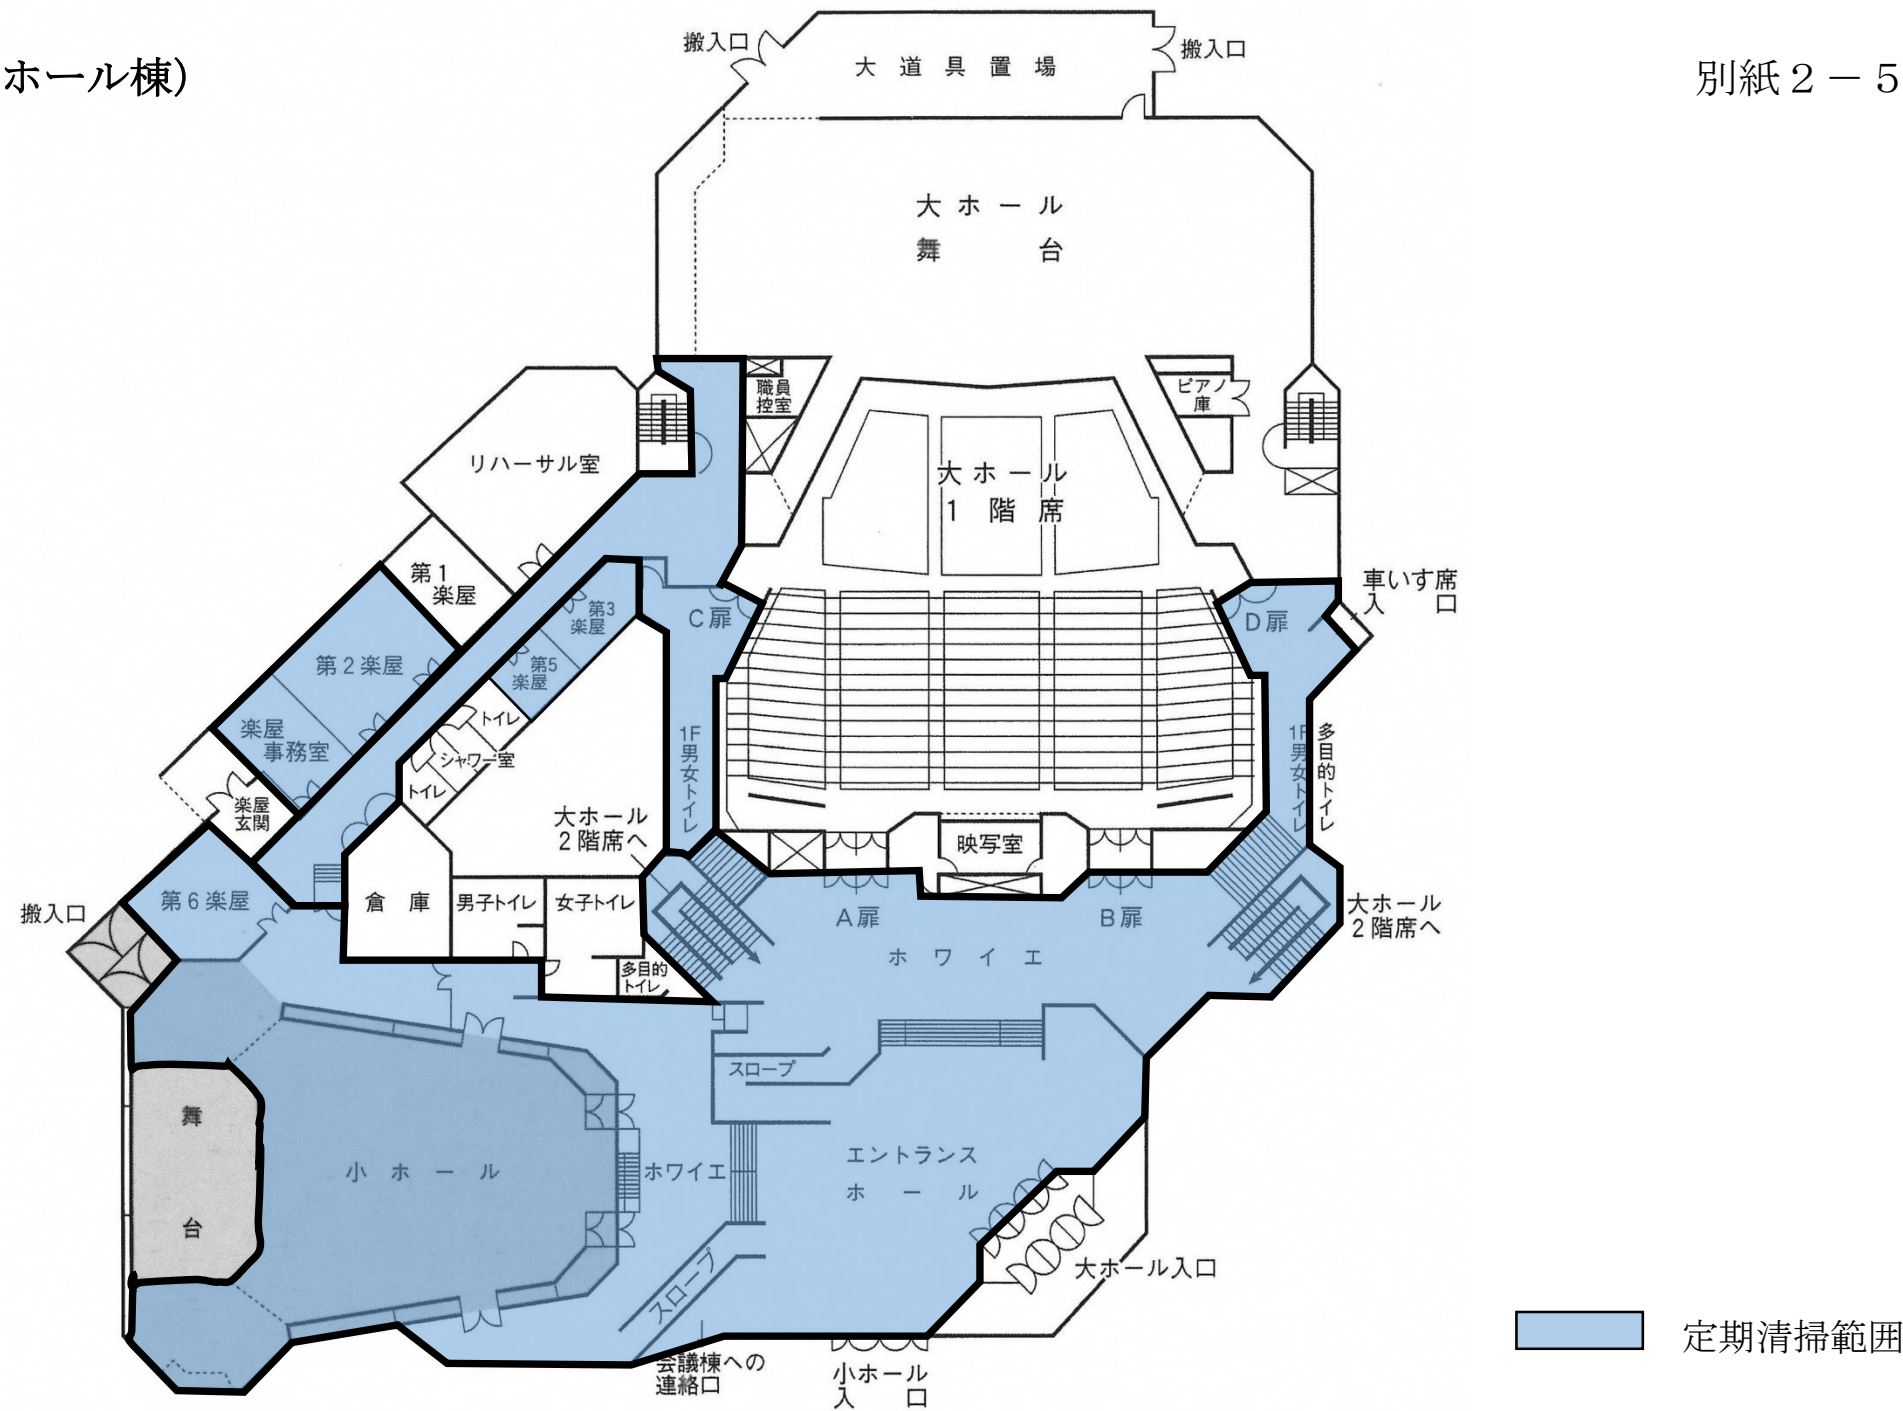 ホール棟）
別紙２－５
搬入口
大道具置場
搬入口
大ホール
舞台
職員
控室
ピアノ
庫
リハーサル室
大ホール
1階席
第1
楽屋
車いす席
入口
第3
楽屋
C扉
D扉
第2楽屋
第5
楽屋
トイレ
楽屋
事務室
シャワー室
トイレ
1F男女トイレ
1F男女トイレ
多目的トイレ
楽屋
玄関
大ホール
2階席へ
映写室
第6楽屋
倉庫
男子トイレ
女子トイレ
A扉
B扉
大ホール
2階席へ
搬入口
ホワイエ
多目的
トイレ
スロープ
舞
台
小ホール
ホワイエ
エントランス
ホール
スロープ
大ホール入口
会議棟への
連絡口
小ホール
入口
定期清掃範囲